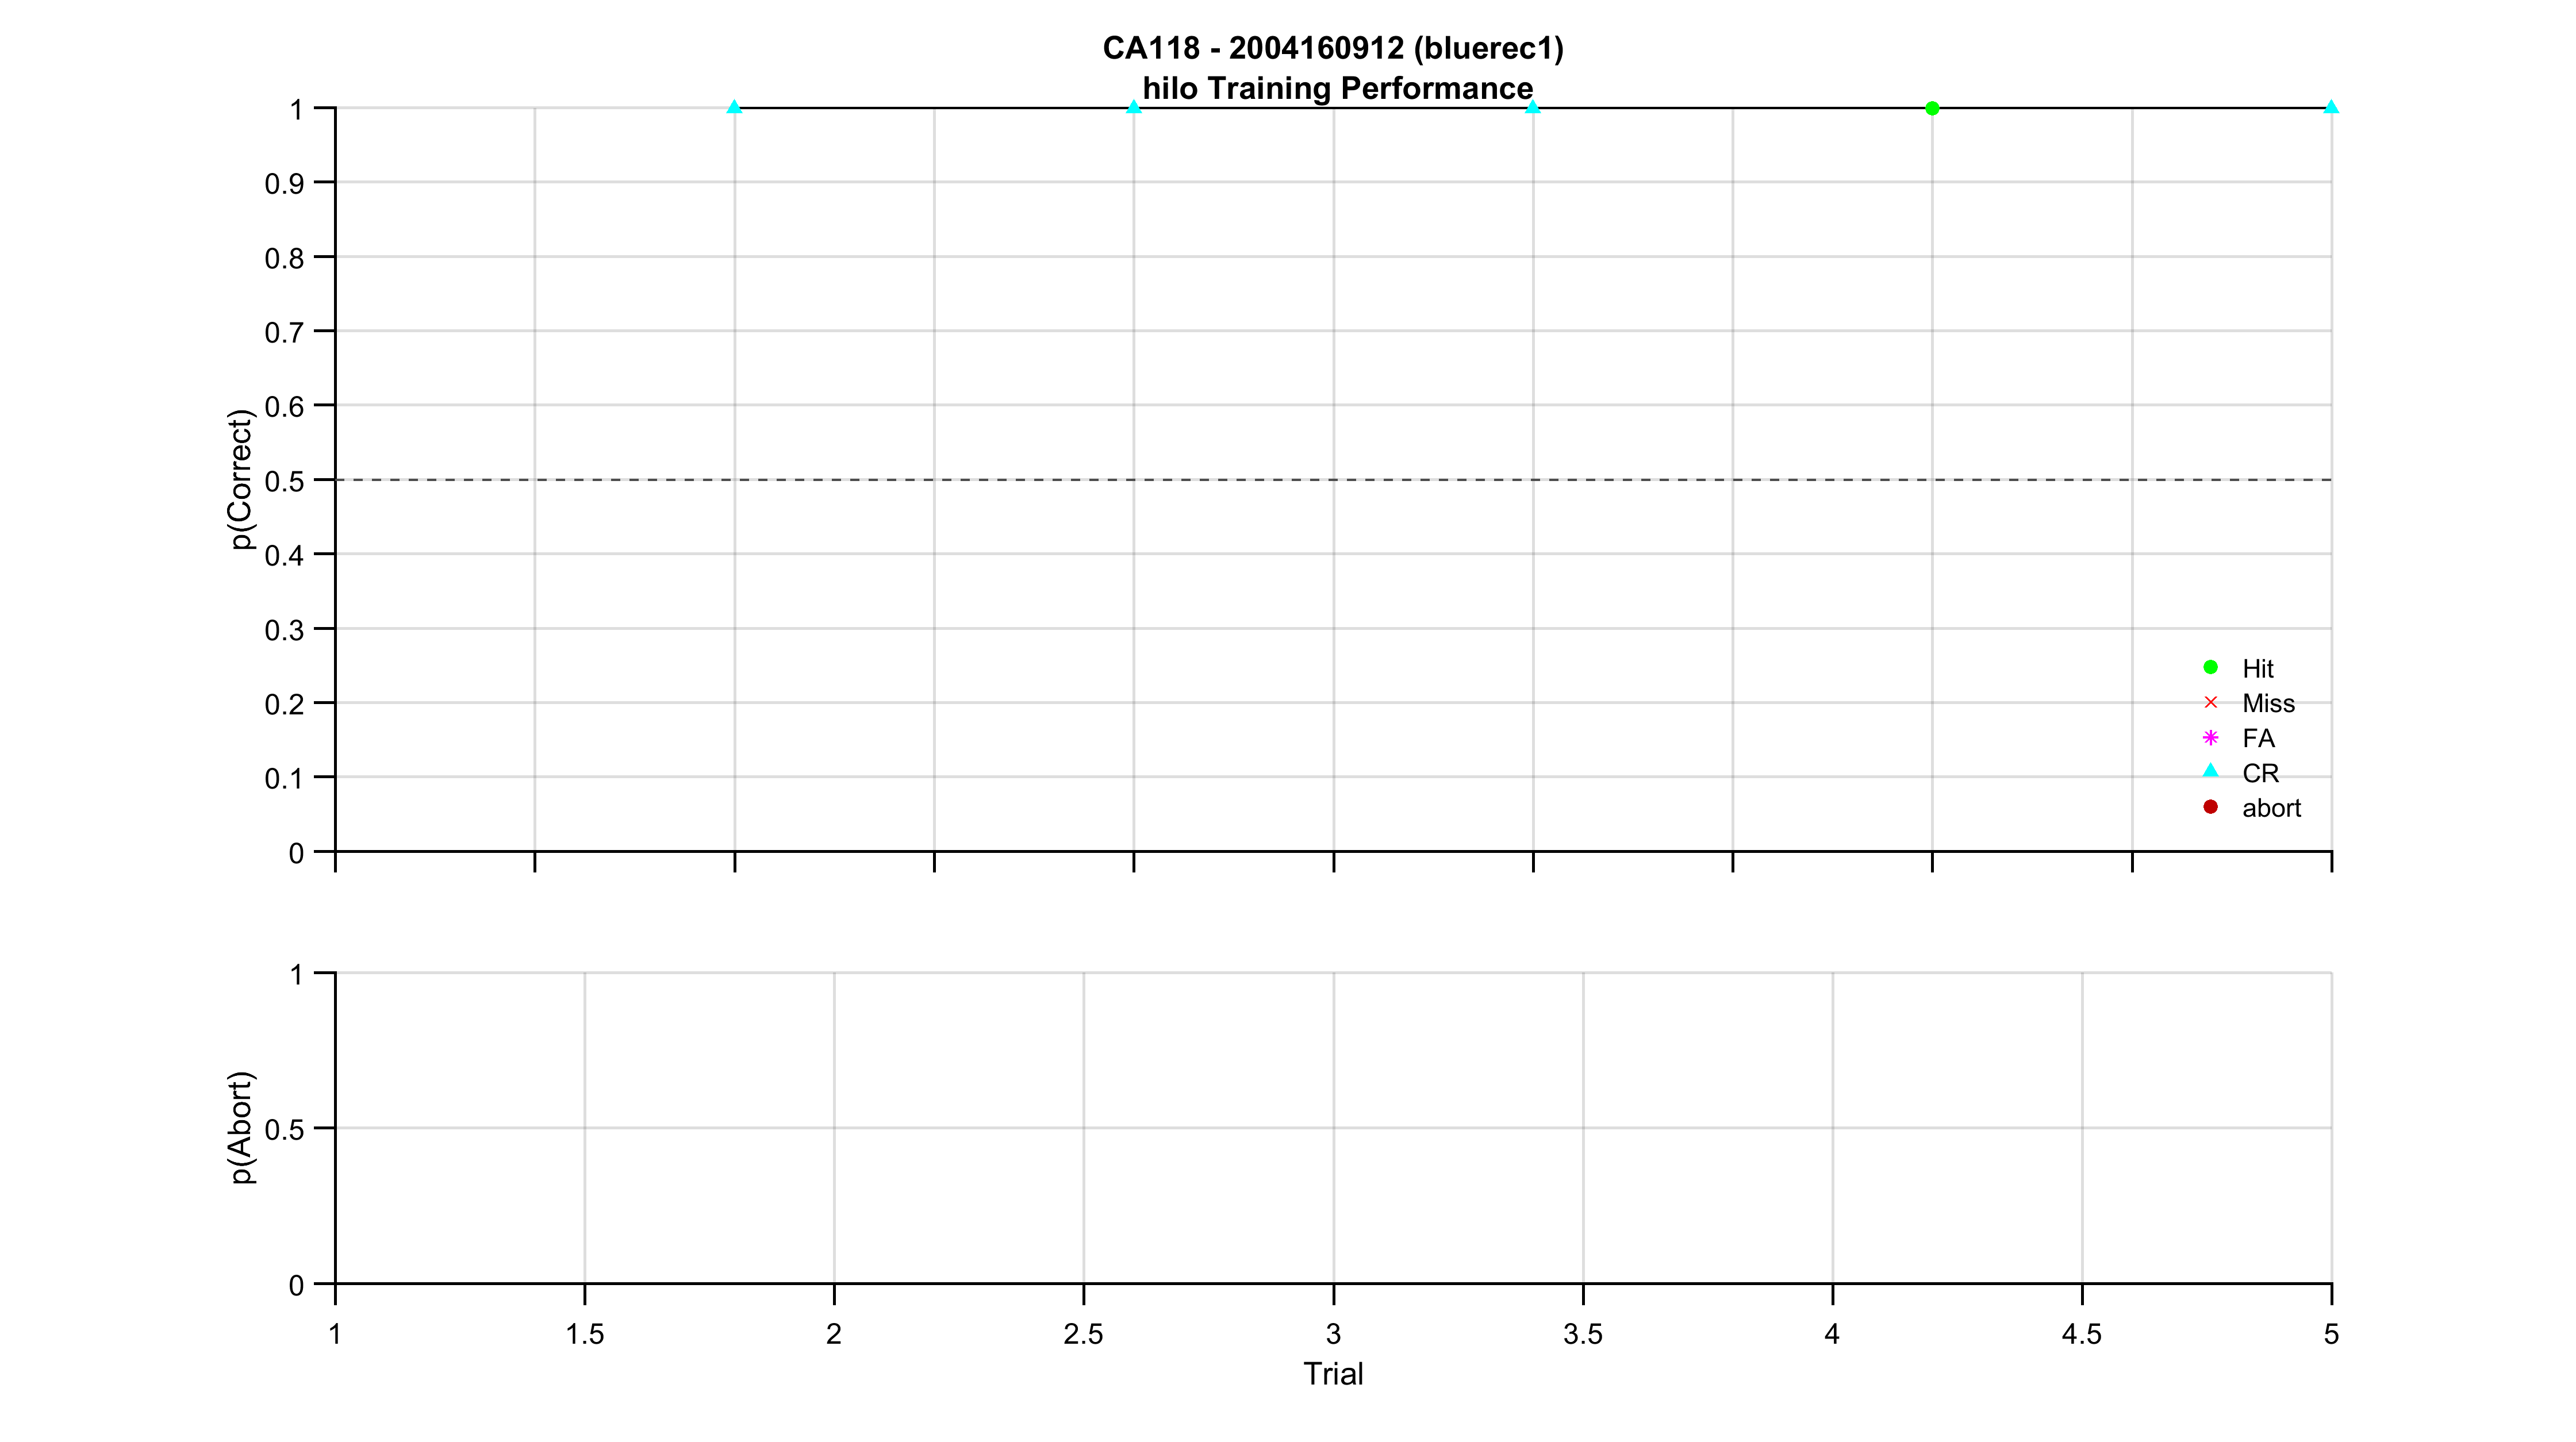 CA118 - 2004160912 (bluerec1)
hilo Training Performance
1
0.9
0.8
0.7
0.6
0.5
0.4
0.3
0.2
0.1
0
p(Correct)
Hit
Miss
FA
CR
abort
1
0.5
0
p(Abort)
1 1.5 2 2.5 3 3.5 4 4.5 5
Trial